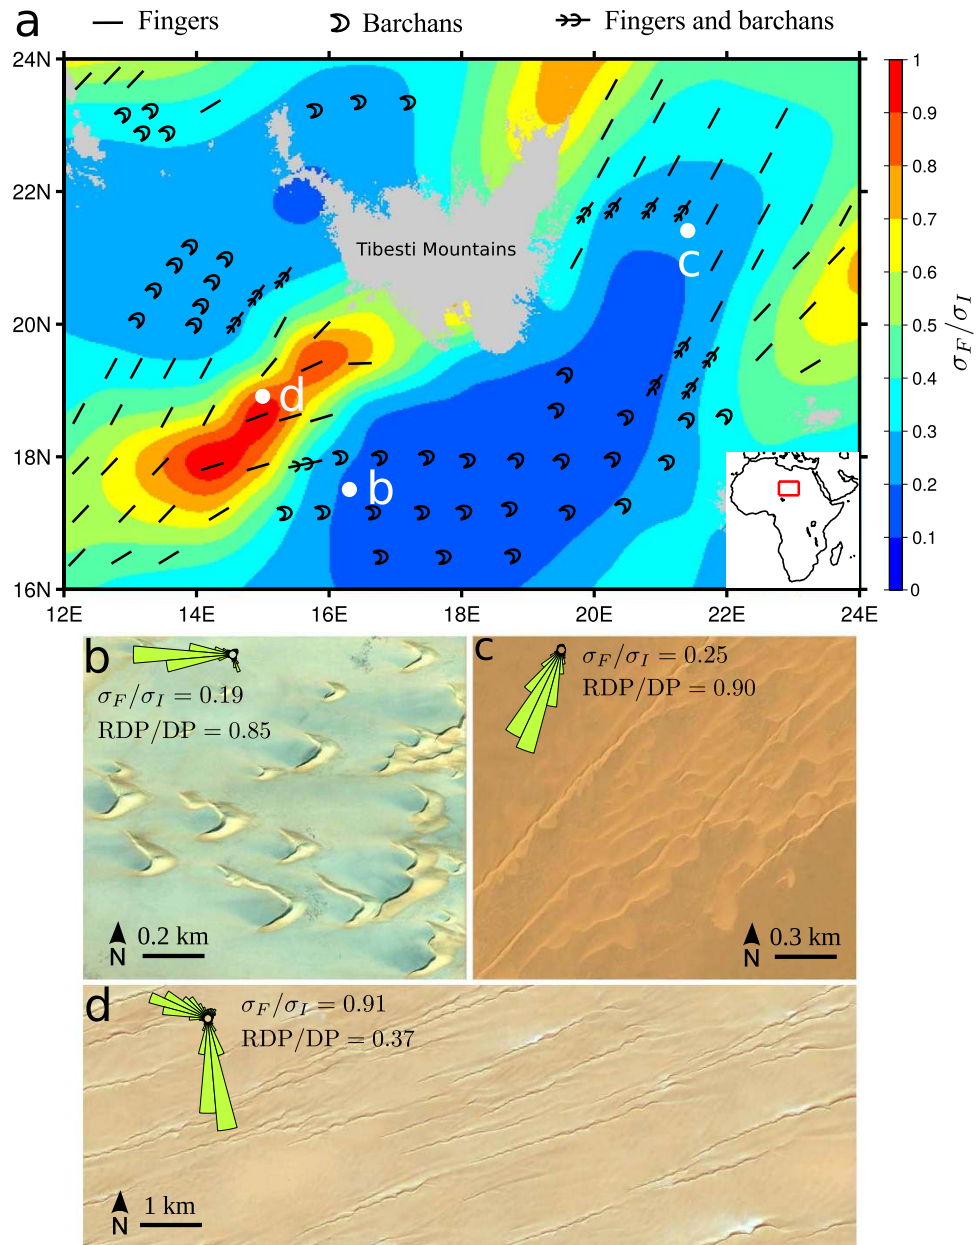 a
Fingers
Barchans
Fingers and barchans
24N
22N
20N
18N
16N
12E
14E
16E
18E
20E
22E
24E
Tibesti Mountains
c
d
b
1
0.9
0.8
0.7
0.6
0.5
0.4
0.3
0.2
0.1
0
σF/σI
b
σF/σI = 0.19
RDP/DP = 0.85
N
0.2 km
c
σF/σI = 0.25
RDP/DP = 0.90
N
0.3 km
d
σF/σI = 0.91
RDP/DP = 0.37
N
1 km